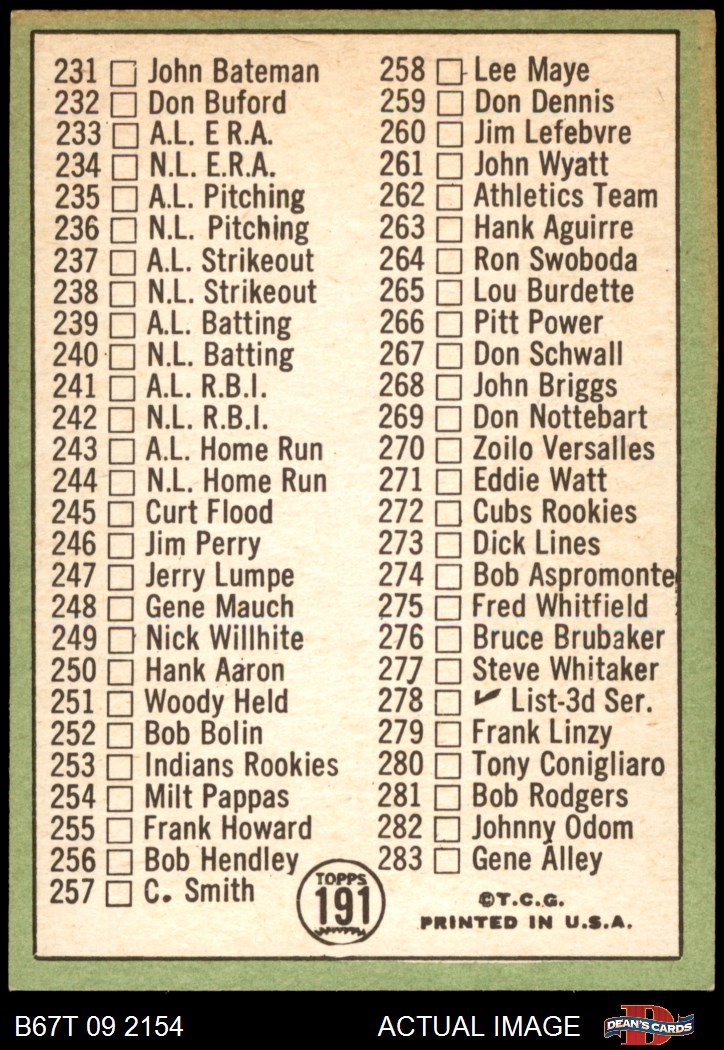 231 John Bateman
232 Don Buford
233 A.L. E R.A.
234 N.L. E.R.A.
235 A.L. Pitching
236 N.L. Pitching
237 A.L. Strikeout
238 N.L. Strikeout
239 A.L. Batting
240 N.L. Batting
241 A.L. R.B.I.
242 N.L. R.B.I.
243 A.L. Home Run
244 N.L. Home Run
245 Curt Flood
246 Jim Perry
247 Jerry Lumpe
248 Gene Mauch
249 Nick Willhite
250 Hank Aaron
251 Woody Held
252 Bob Bolin
253 Indians Rookies
254 Milt Pappas
255 Frank Howard
256 Bob Hendley
257 C. Smith
258 Lee Maye
259 Don Dennis
260 Jim Lefebvre
261 John Wyatt
262 Athletics Team
263 Hank Aguirre
264 Ron Swoboda
265 Lou Burdette
266 Pitt Power
267 Don Schwall
268 John Briggs
269 Don Nottebart
270 Zoilo Versalles
271 Eddie Watt
272 Cubs Rookies
273 Dick Lines
274 Bob Aspromonte
275 Fred Whitfield
276 Bruce Brubaker
277 Steve Whitaker
278 ✓ List-3d Ser.
279 Frank Linzy
280 Tony Conigliaro
281 Bob Rodgers
282 Johnny Odom
283 Gene Alley
TOPPS
191
©T.C.G.
PRINTED IN U.S.A.
B67T 09 2154 ACTUAL IMAGE
D
DEAN'S CARDS